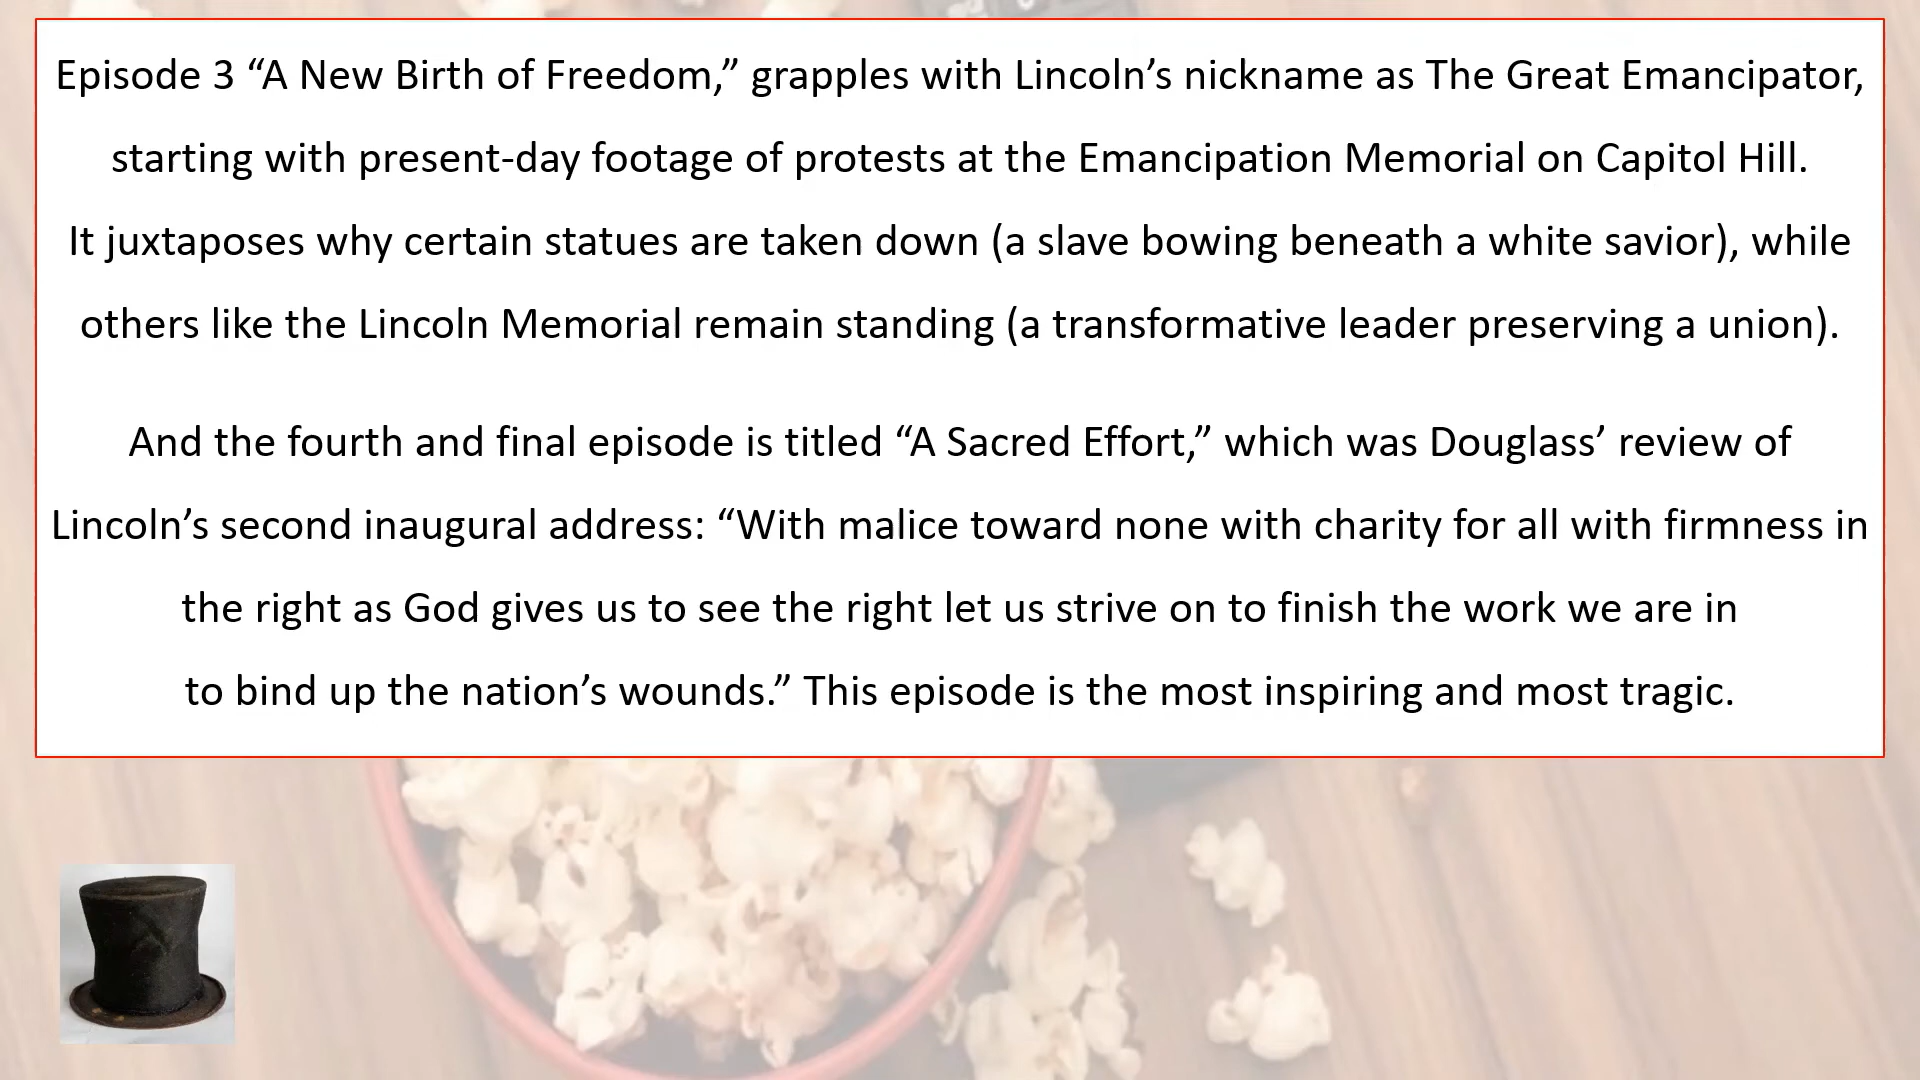 Episode 3 “A New Birth of Freedom,” grapples with Lincoln’s nickname as The Great Emancipator,
starting with present-day footage of protests at the Emancipation Memorial on Capitol Hill.
It juxtaposes why certain statues are taken down (a slave bowing beneath a white savior), while
others like the Lincoln Memorial remain standing (a transformative leader preserving a union).
And the fourth and final episode is titled “A Sacred Effort,” which was Douglass’ review of
Lincoln’s second inaugural address: “With malice toward none with charity for all with firmness in
the right as God gives us to see the right let us strive on to finish the work we are in
to bind up the nation’s wounds.” This episode is the most inspiring and most tragic.